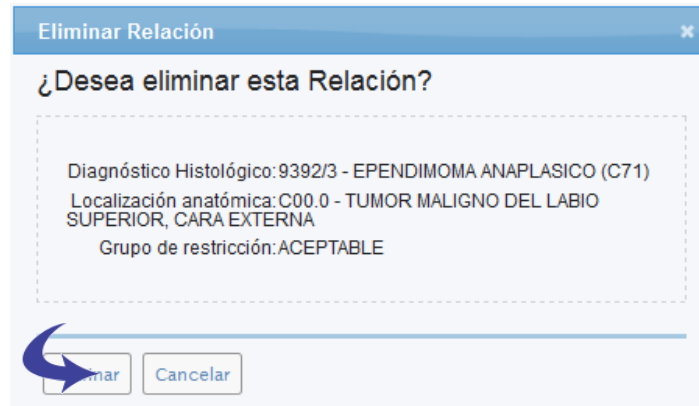 Eliminar Relación
¿Desea eliminar esta Relación?
Diagnóstico Histológico:9392/3 - EPENDIMOMA ANAPLASICO (C71)
Localización anatómica:C00.0 - TUMOR MALIGNO DEL LABIO
SUPERIOR, CARA EXTERNA
Grupo de restricción:ACEPTABLE
Cancelar